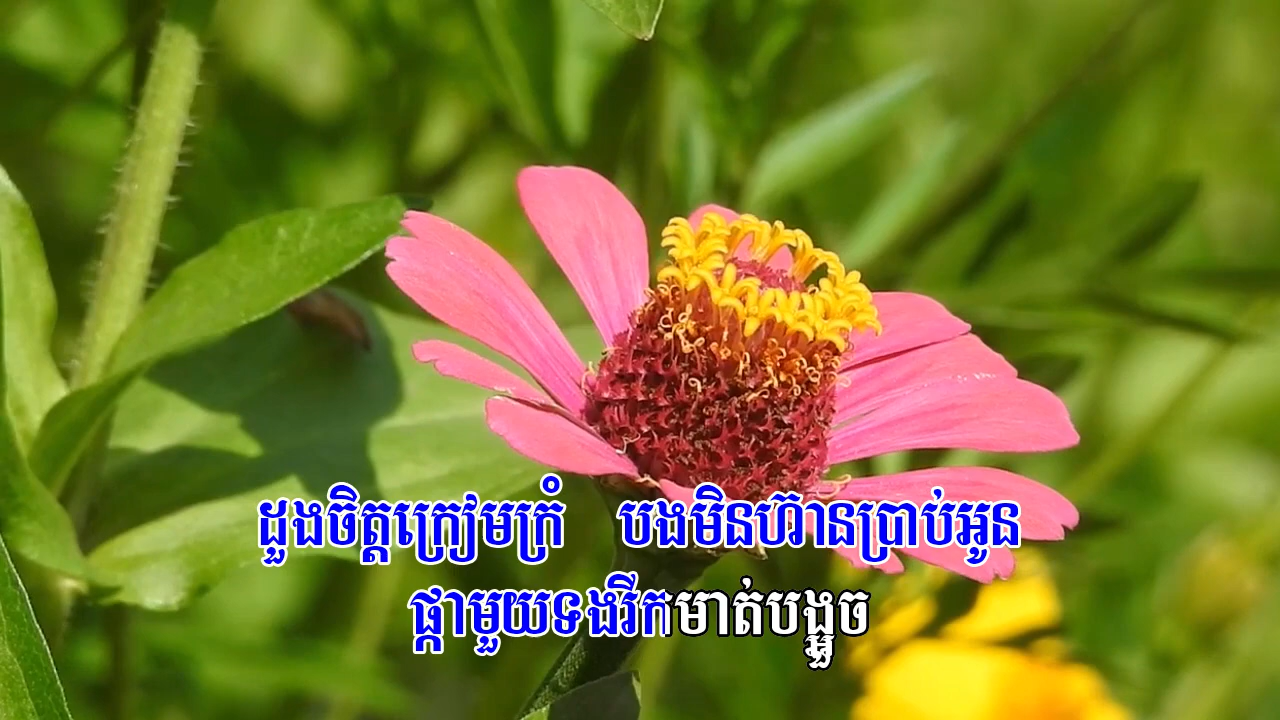 ដួងចិត្តក្រៀមក្រំ បងមិនហ៊ានប្រាប់អូន
ផ្កាមួយទងរីកមាត់បង្អួច